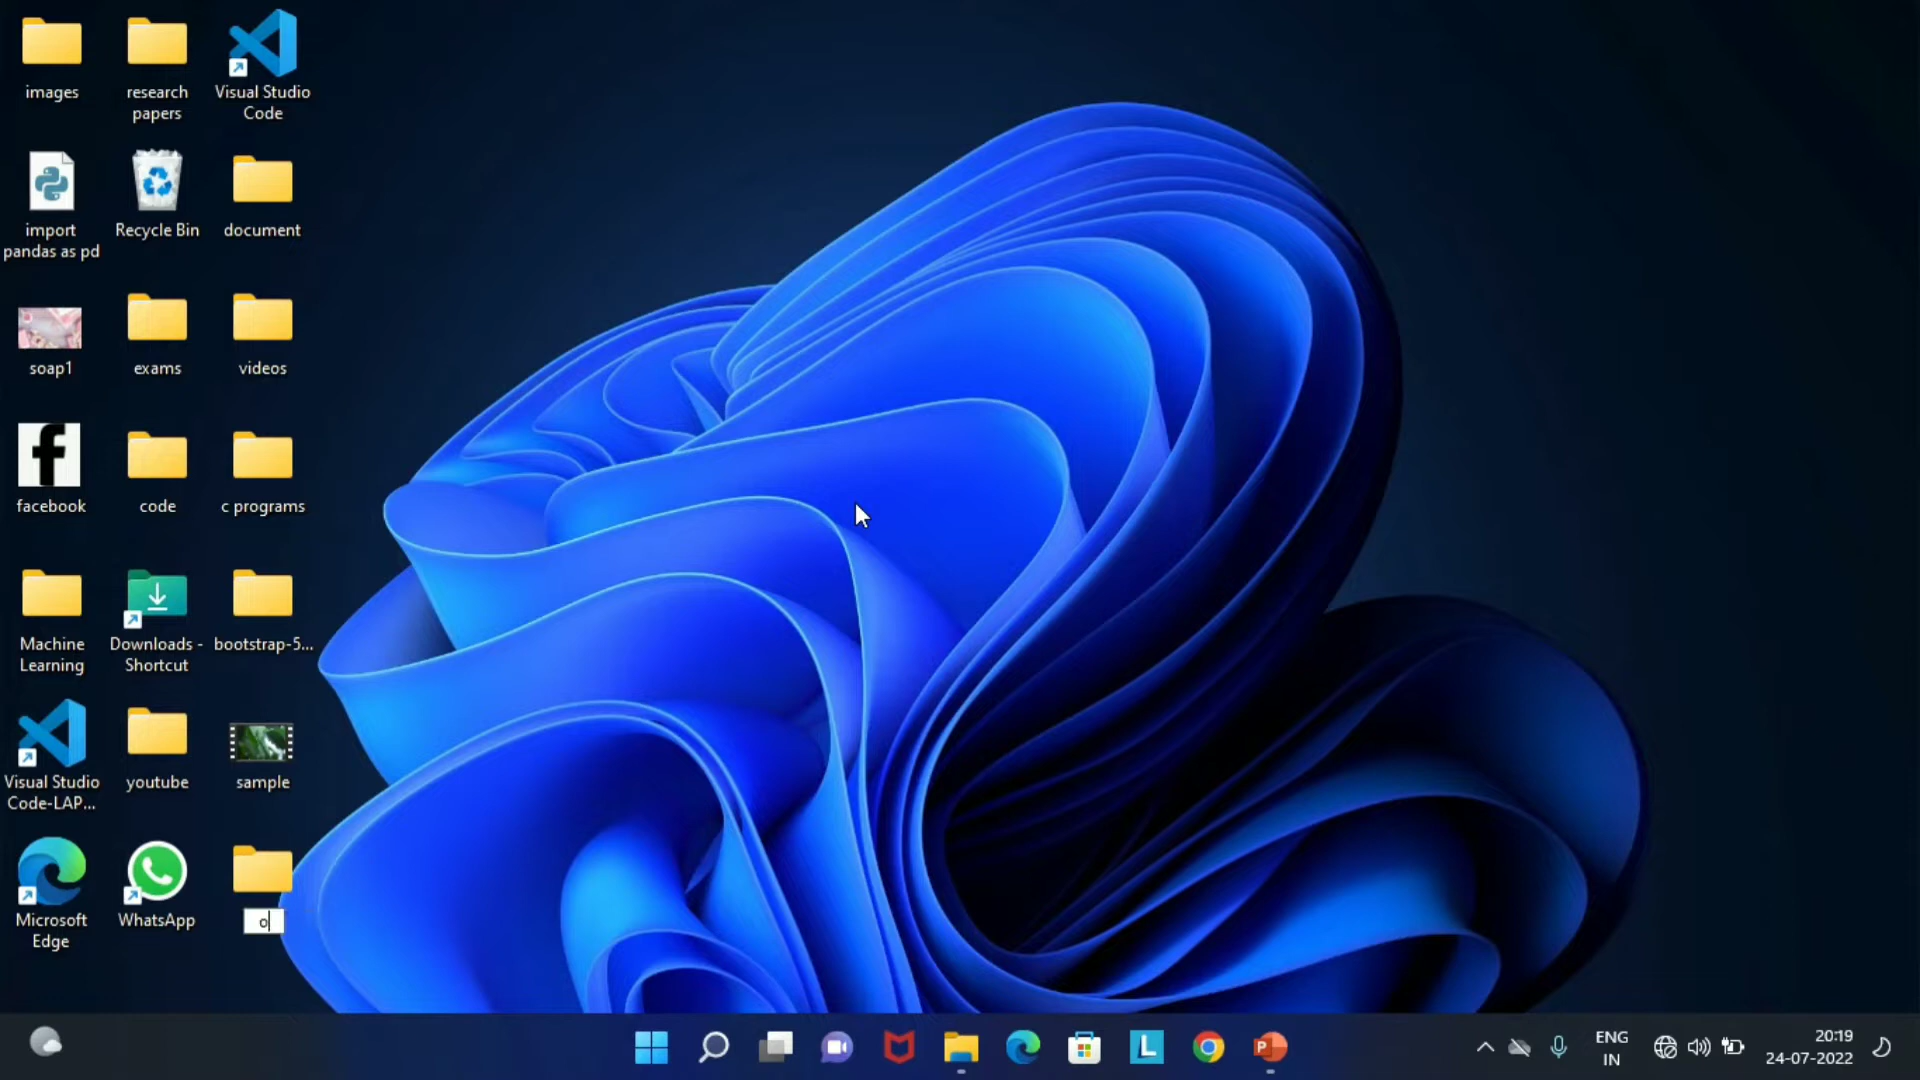 images
research
papers
Visual Studio
Code
import
pandas as pd
Recycle Bin
document
soap1
exams
videos
facebook
code
c programs
Machine
Learning
Downloads -
Shortcut
bootstrap-5...
Visual Studio
Code-LAP...
youtube
sample
Microsoft
Edge
WhatsApp
o
ENG
IN
20:19
24-07-2022